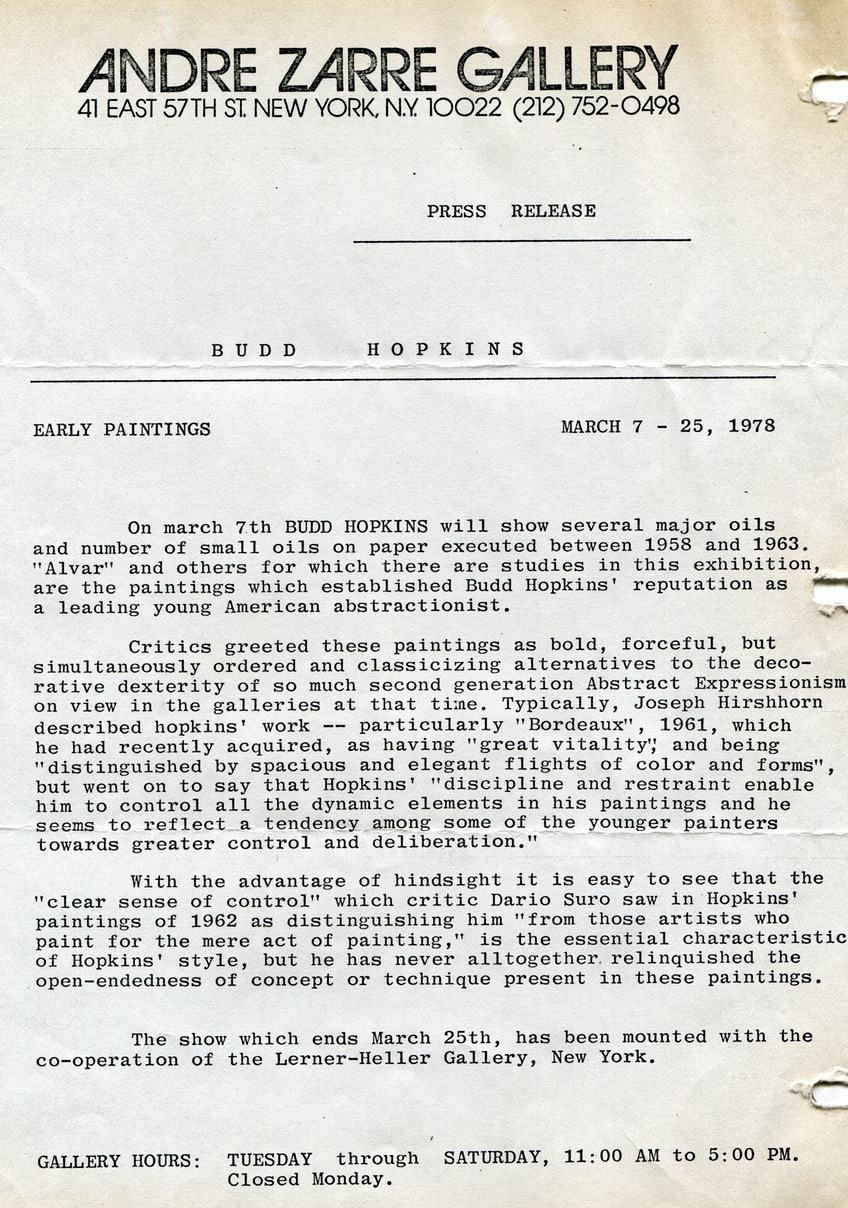 ANDRE ZARRE GALLERY
41 EAST 57TH ST. NEW YORK, N.Y. 10022 (212) 752-0498
PRESS RELEASE
BUDD HOPKINS
EARLY PAINTINGS MARCH 7 - 25, 1978
On march 7th BUDD HOPKINS will show several major oils
and number of small oils on paper executed between 1958 and 1963.
"Alvar" and others for which there are studies in this exhibition,
are the paintings which established Budd Hopkins' reputation as
a leading young American abstractionist.
Critics greeted these paintings as bold, forceful, but
simultaneously ordered and classicizing alternatives to the deco-
rative dexterity of so much second generation Abstract Expressionism
on view in the galleries at that time. Typically, Joseph Hirshhorn
described hopkins' work -- particularly "Bordeaux", 1961, which
he had recently acquired, as having "great vitality", and being
"distinguished by spacious and elegant flights of color and forms",
but went on to say that Hopkins' "discipline and restraint enable
him to control all the dynamic elements in his paintings and he
seems to reflect a tendency among some of the younger painters
towards greater control and deliberation."
With the advantage of hindsight it is easy to see that the
"clear sense of control" which critic Dario Suro saw in Hopkins'
paintings of 1962 as distinguishing him "from those artists who
paint for the mere act of painting," is the essential characteristic
of Hopkins' style, but he has never alltogether relinquished the
open-endedness of concept or technique present in these paintings.
The show which ends March 25th, has been mounted with the
co-operation of the Lerner-Heller Gallery, New York.
GALLERY HOURS: TUESDAY through SATURDAY, 11:00 AM to 5:00 PM.
Closed Monday.